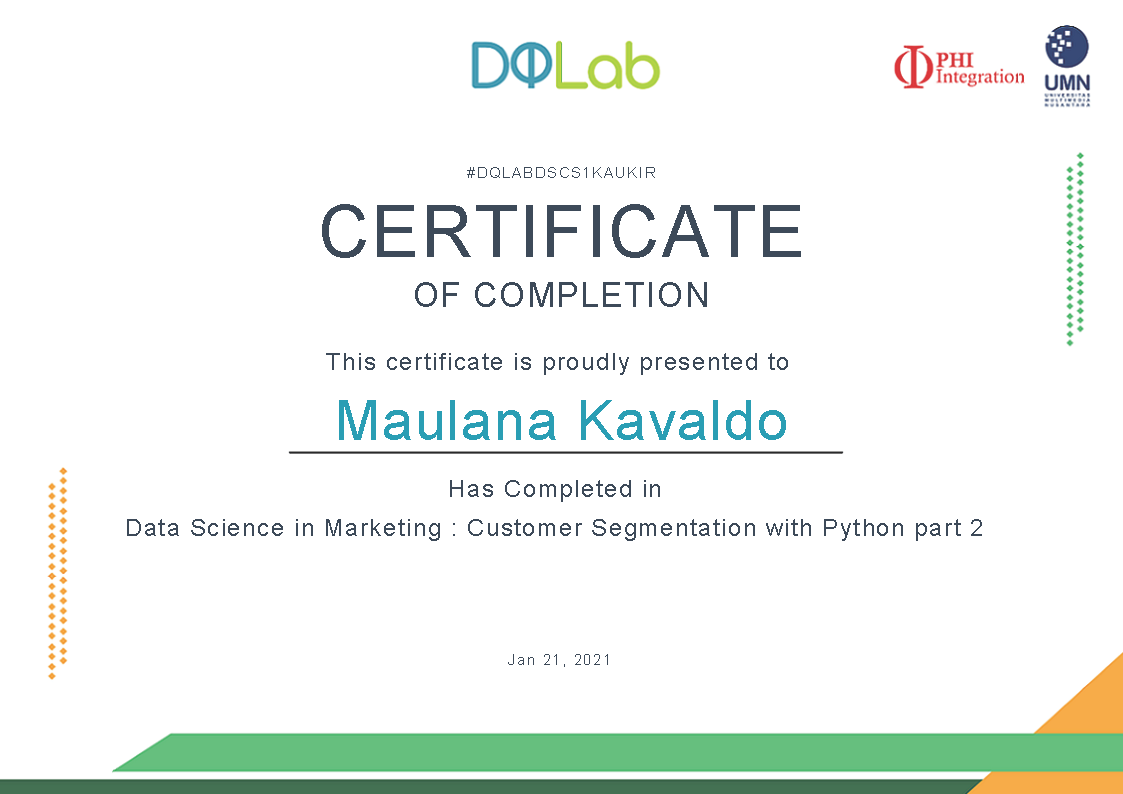 DQLab
PHI
Integration
UMN
UNIVERSITAS
MULTIMEDIA
NUSANTARA
#DQLABDSCS1KAUKIR
CERTIFICATE
OF COMPLETION
This certificate is proudly presented to
Maulana Kavaldo
Has Completed in
Data Science in Marketing : Customer Segmentation with Python part 2
Jan 21, 2021